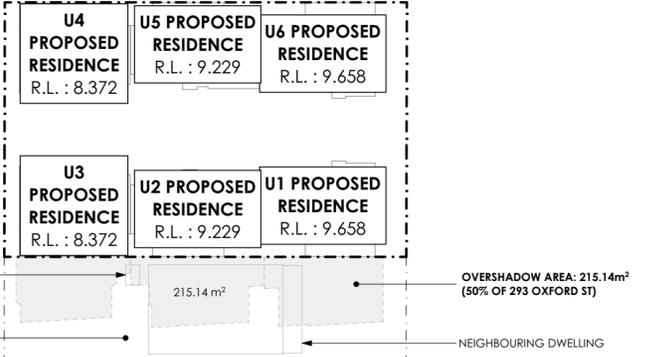 U4
PROPOSED
RESIDENCE
R.L. : 8.372
U5 PROPOSED
RESIDENCE
R.L. : 9.229
U6 PROPOSED
RESIDENCE
R.L. : 9.658
U3
PROPOSED
RESIDENCE
R.L. : 8.372
U2 PROPOSED
RESIDENCE
R.L. : 9.229
U1 PROPOSED
RESIDENCE
R.L. : 9.658
215.14 m²
OVERSHADOW AREA: 215.14m²
(50% OF 293 OXFORD ST)
NEIGHBOURING DWELLING